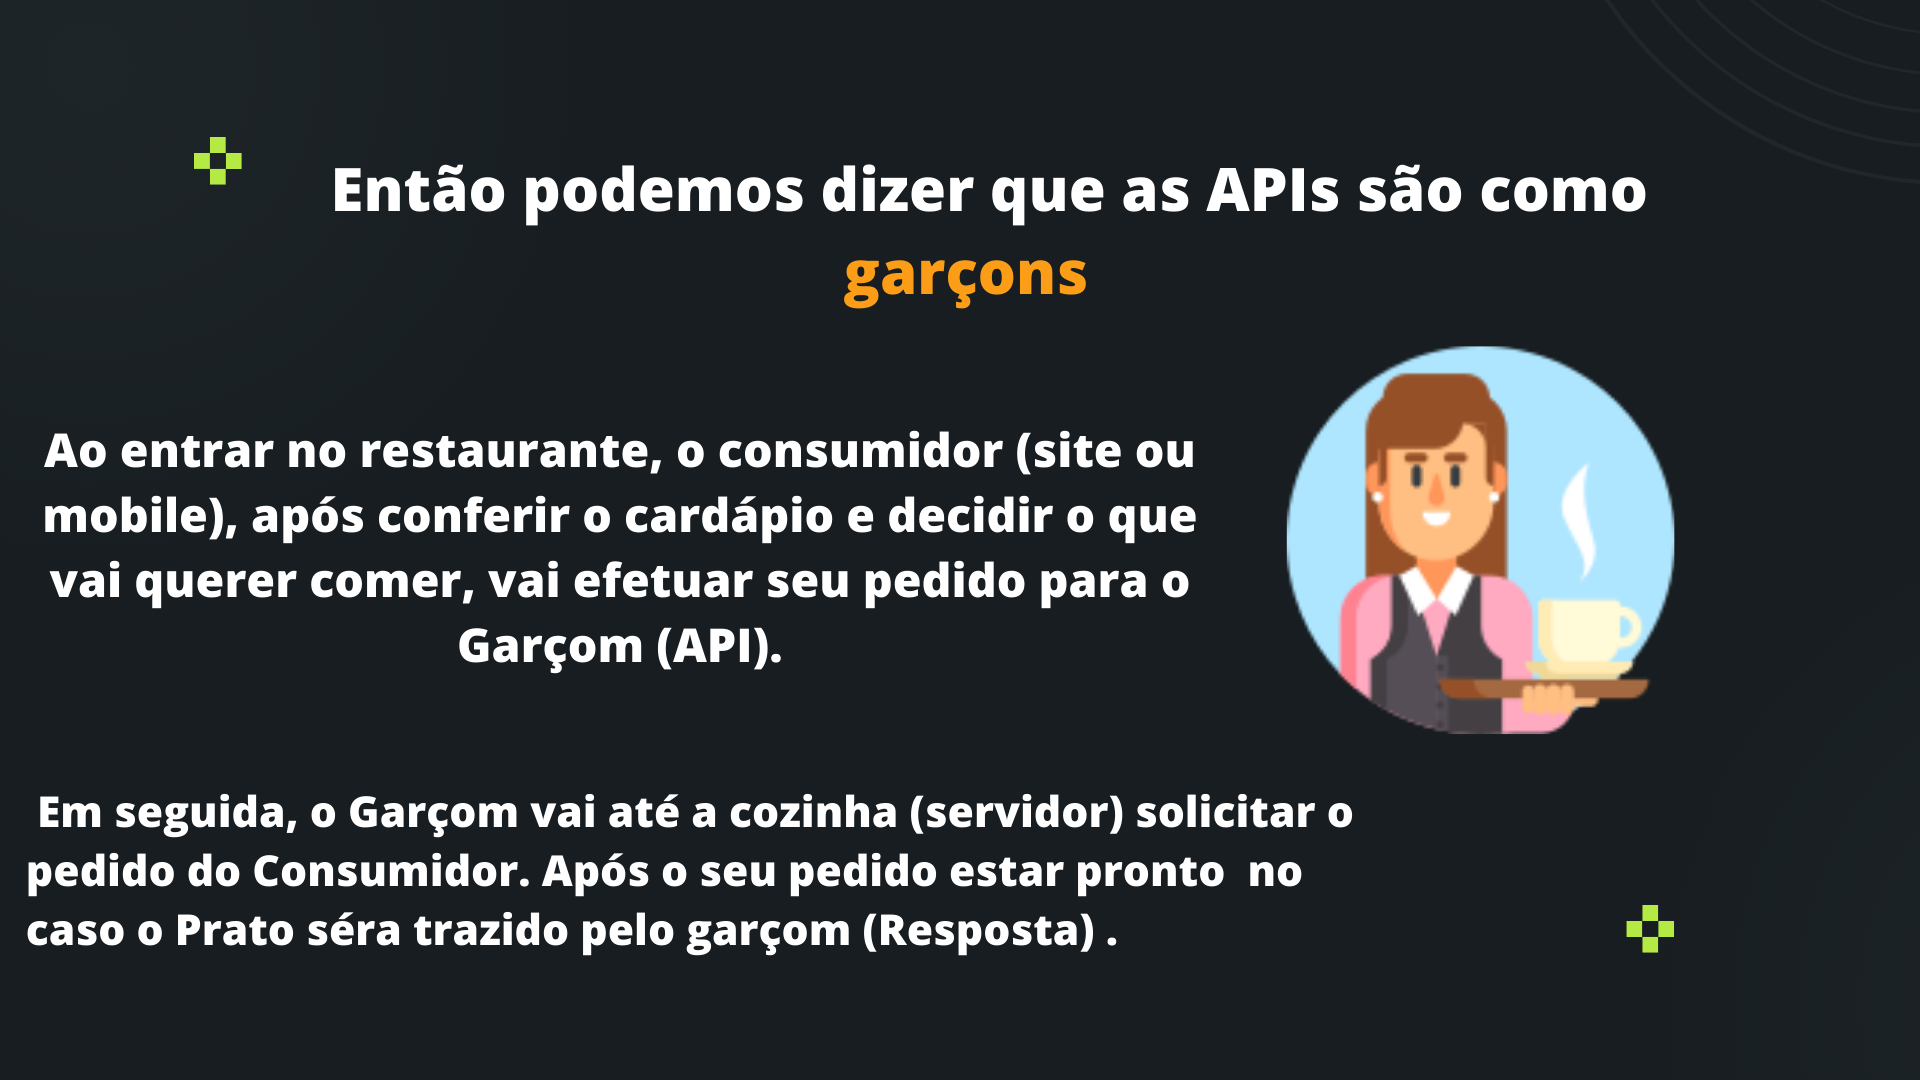 Então podemos dizer que as APIs são como
garçons
Ao entrar no restaurante, o consumidor (site ou
mobile), após conferir o cardápio e decidir o que
vai querer comer, vai efetuar seu pedido para o
Garçom (API).
Em seguida, o Garçom vai até a cozinha (servidor) solicitar o
pedido do Consumidor. Após o seu pedido estar pronto  no
caso o Prato séra trazido pelo garçom (Resposta) .